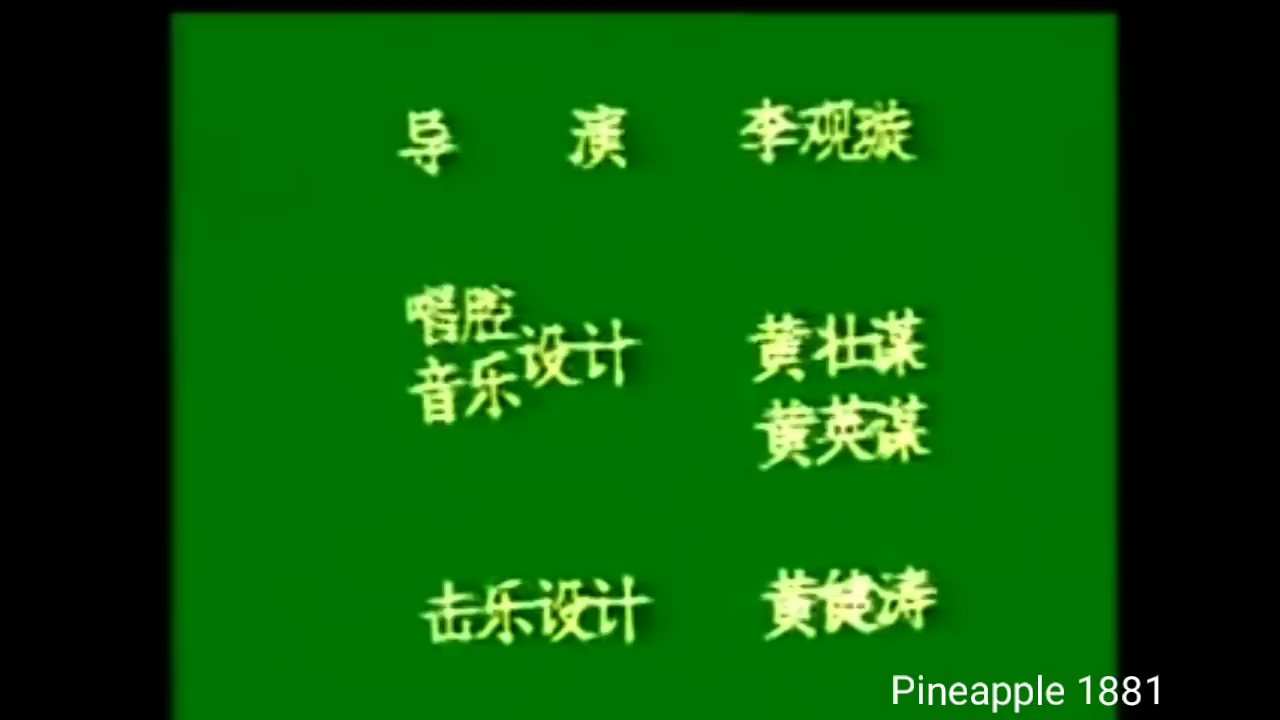 导 演 李观璇
唱腔
音乐 设计 黄壮谋
黄英谋
击乐设计 黄健涛
Pineapple 1881